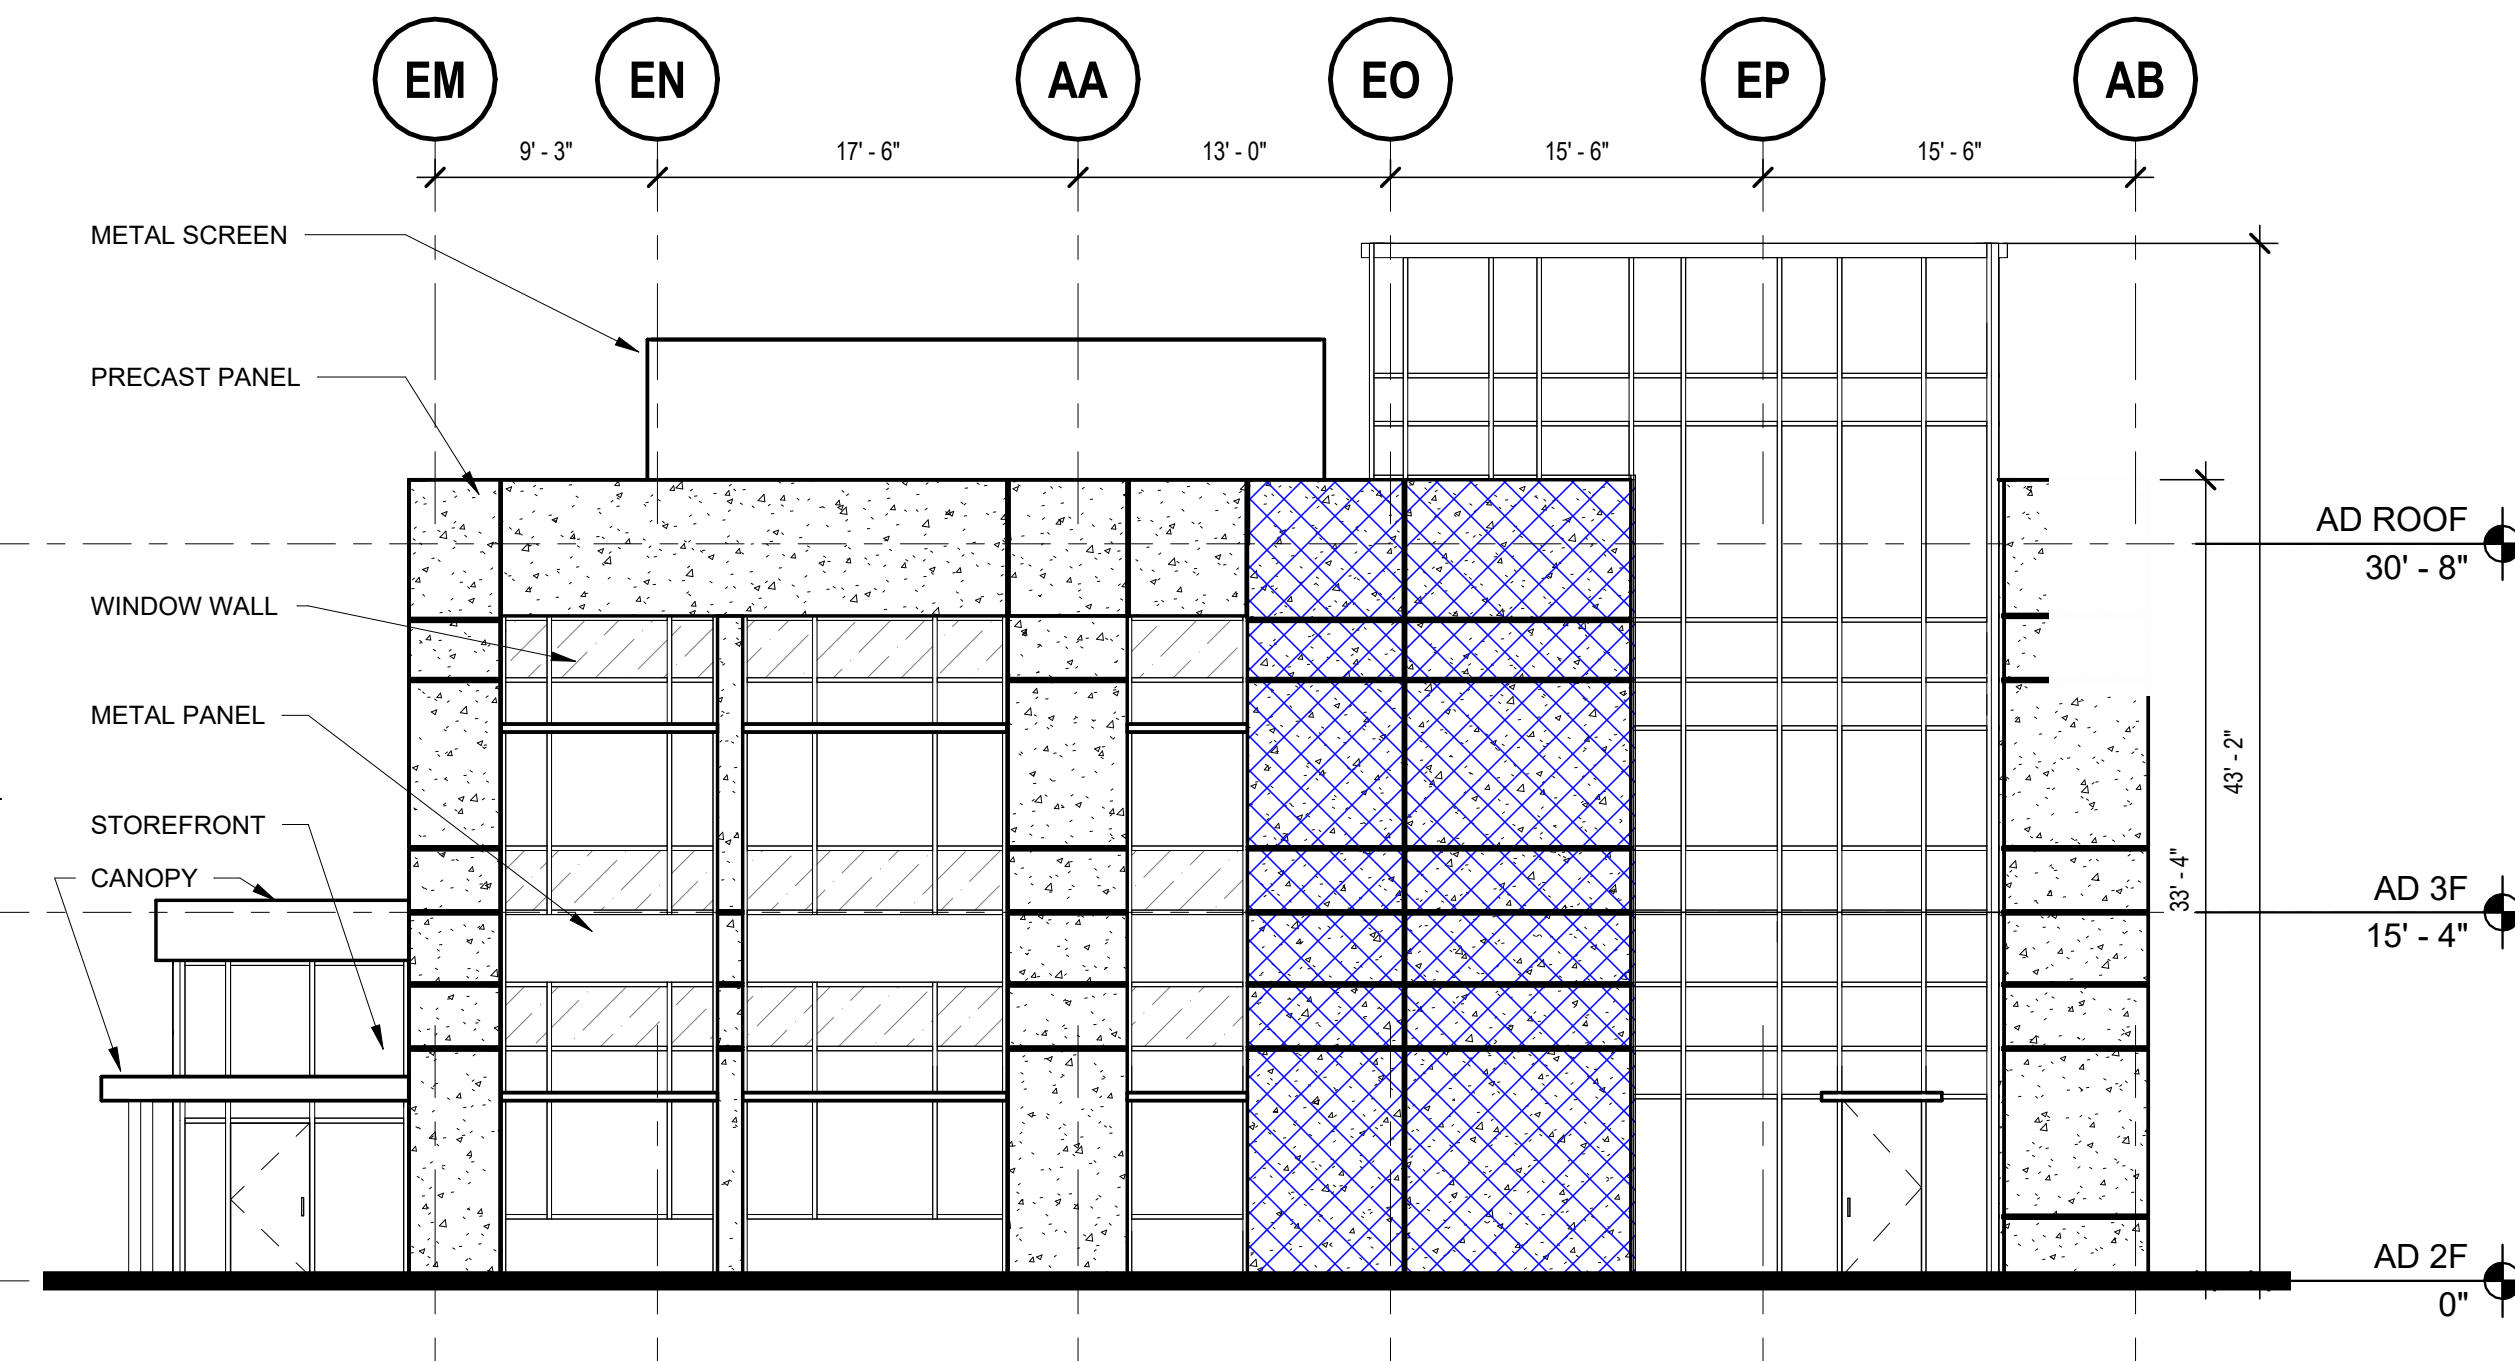 EM EN AA EO EP AB
9' - 3" 17' - 6" 13' - 0" 15' - 6" 15' - 6"
METAL SCREEN
PRECAST PANEL
AD ROOF
30' - 8"
WINDOW WALL
METAL PANEL
43' - 2"
STOREFRONT
33' - 4"
CANOPY
AD 3F
15' - 4"
AD 2F
0"